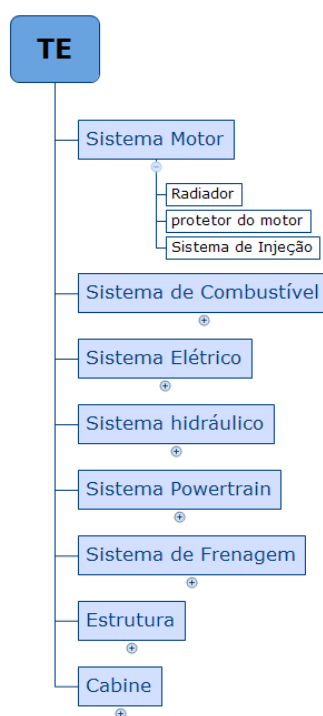 TE
Sistema Motor
Radiador
protetor do motor
Sistema de Injeção
Sistema de Combustível
Sistema Elétrico
Sistema hidráulico
Sistema Powertrain
Sistema de Frenagem
Estrutura
Cabine